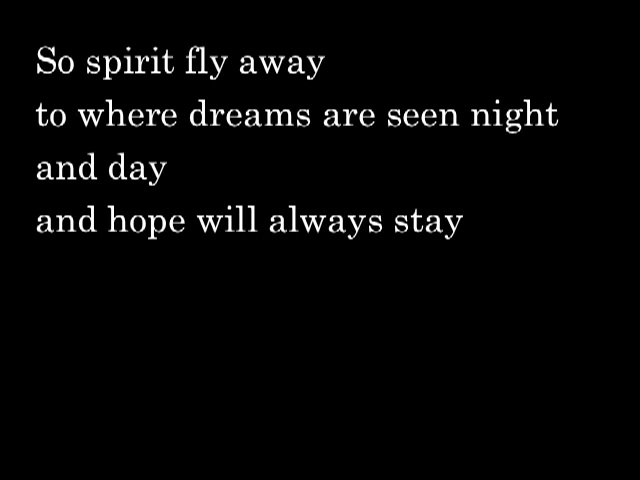 So spirit fly away
to where dreams are seen night
and day
and hope will always stay